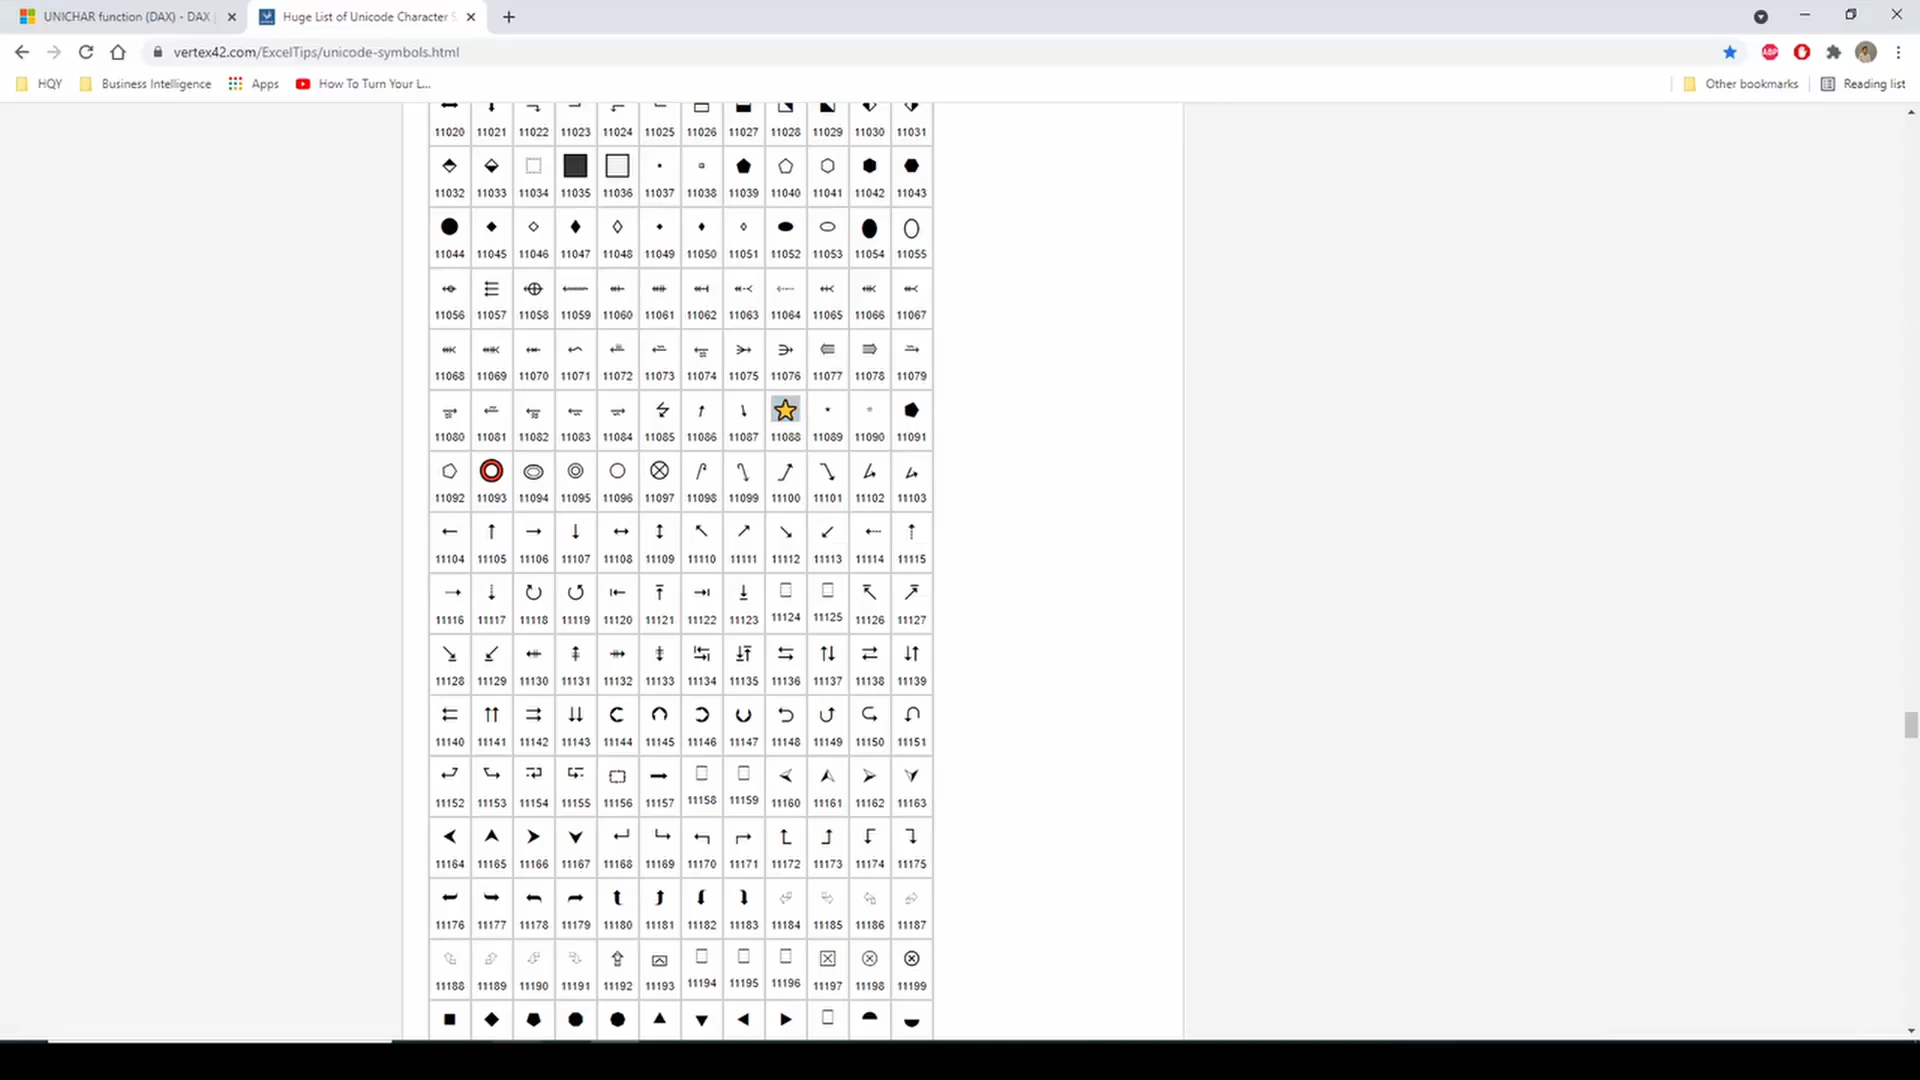 UNICHAR function (DAX) - DAX
Huge List of Unicode Character S
vertex42.com/ExcelTips/unicode-symbols.html
HQY
Business Intelligence
Apps
How To Turn Your L...
Other bookmarks
Reading list
11020 11021 11022 11023 11024 11025 11026 11027 11028 11029 11030 11031
11032 11033 11034 11035 11036 11037 11038 11039 11040 11041 11042 11043
11044 11045 11046 11047 11048 11049 11050 11051 11052 11053 11054 11055
11056 11057 11058 11059 11060 11061 11062 11063 11064 11065 11066 11067
11068 11069 11070 11071 11072 11073 11074 11075 11076 11077 11078 11079
11080 11081 11082 11083 11084 11085 11086 11087 11088 11089 11090 11091
11092 11093 11094 11095 11096 11097 11098 11099 11100 11101 11102 11103
11104 11105 11106 11107 11108 11109 11110 11111 11112 11113 11114 11115
11116 11117 11118 11119 11120 11121 11122 11123 11124 11125 11126 11127
11128 11129 11130 11131 11132 11133 11134 11135 11136 11137 11138 11139
11140 11141 11142 11143 11144 11145 11146 11147 11148 11149 11150 11151
11152 11153 11154 11155 11156 11157 11158 11159 11160 11161 11162 11163
11164 11165 11166 11167 11168 11169 11170 11171 11172 11173 11174 11175
11176 11177 11178 11179 11180 11181 11182 11183 11184 11185 11186 11187
11188 11189 11190 11191 11192 11193 11194 11195 11196 11197 11198 11199